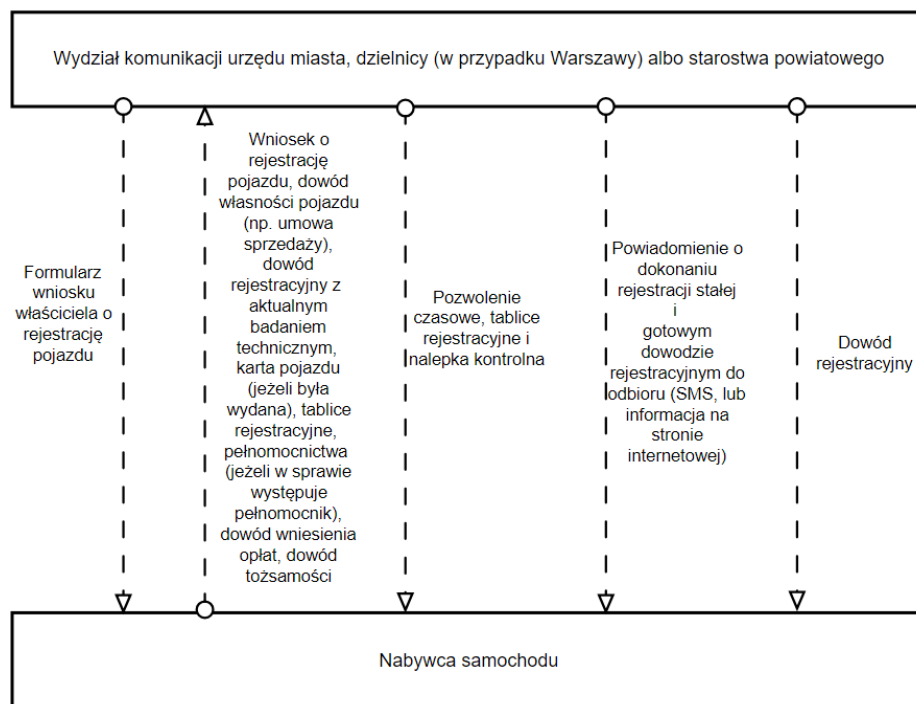 Wydział komunikacji urzędu miasta, dzielnicy (w przypadku Warszawy) albo starostwa powiatowego
Formularz
wniosku
właściciela o
rejestrację
pojazdu
Wniosek o
rejestrację
pojazdu, dowód
własności pojazdu
(np. umowa
sprzedaży),
dowód
rejestracyjny z
aktualnym
badaniem
technicznym,
karta pojazdu
(jeżeli była
wydana), tablice
rejestracyjne,
pełnomocnictwa
(jeżeli w sprawie
występuje
pełnomocnik),
dowód wniesienia
opłat, dowód
tożsamości
Pozwolenie
czasowe, tablice
rejestracyjne i
nalepka kontrolna
Powiadomienie o
dokonaniu
rejestracji stałej
i
gotowym
dowodzie
rejestracyjnym do
odbioru (SMS, lub
informacja na
stronie
internetowej)
Dowód
rejestracyjny
Nabywca samochodu